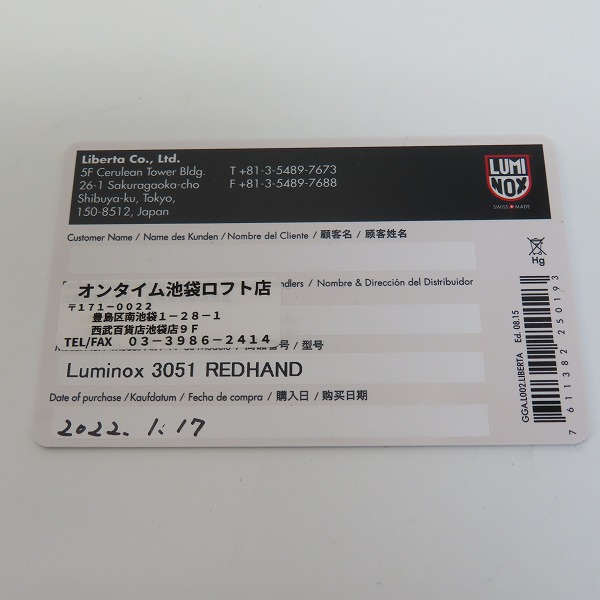 Liberta Co., Ltd.
5F Cerulean Tower Bldg.
26-1 Sakuragaoka-cho
Shibuya-ku, Tokyo,
150-8512, Japan
T +81-3-5489-7673
F +81-3-5489-7688
LUMI
NOX
SWISS MADE
Customer Name / Name des Kunden / Nombre del Cliente / 顧客名 / 顾客姓名
ndlers / Nombre & Dirección del Distribuidor
オンタイム池袋ロフト店
〒171-0022
豊島区南池袋1-28-1
西武百貨店池袋店9F
TEL/FAX 03-3986-2414
/ 型号
Luminox 3051 REDHAND
Date of purchase / Kaufdatum / Fecha de compra / 購入日 / 购买日期
2022. 1. 17
Hg
GGA.L002.LIBERTA Ed. 08.15
7 611382 250193